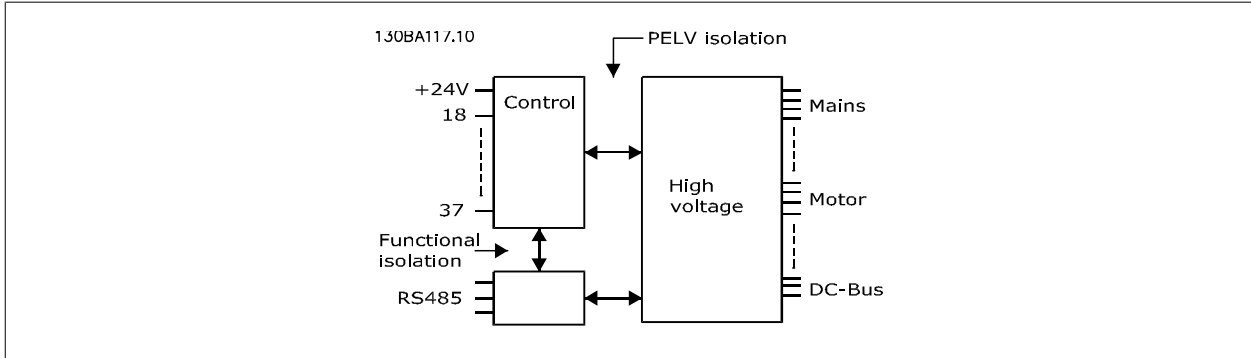 130BA117.10
PELV isolation
+24V
Control
18
Mains
High
voltage
37
Motor
Functional
isolation
RS485
DC-Bus